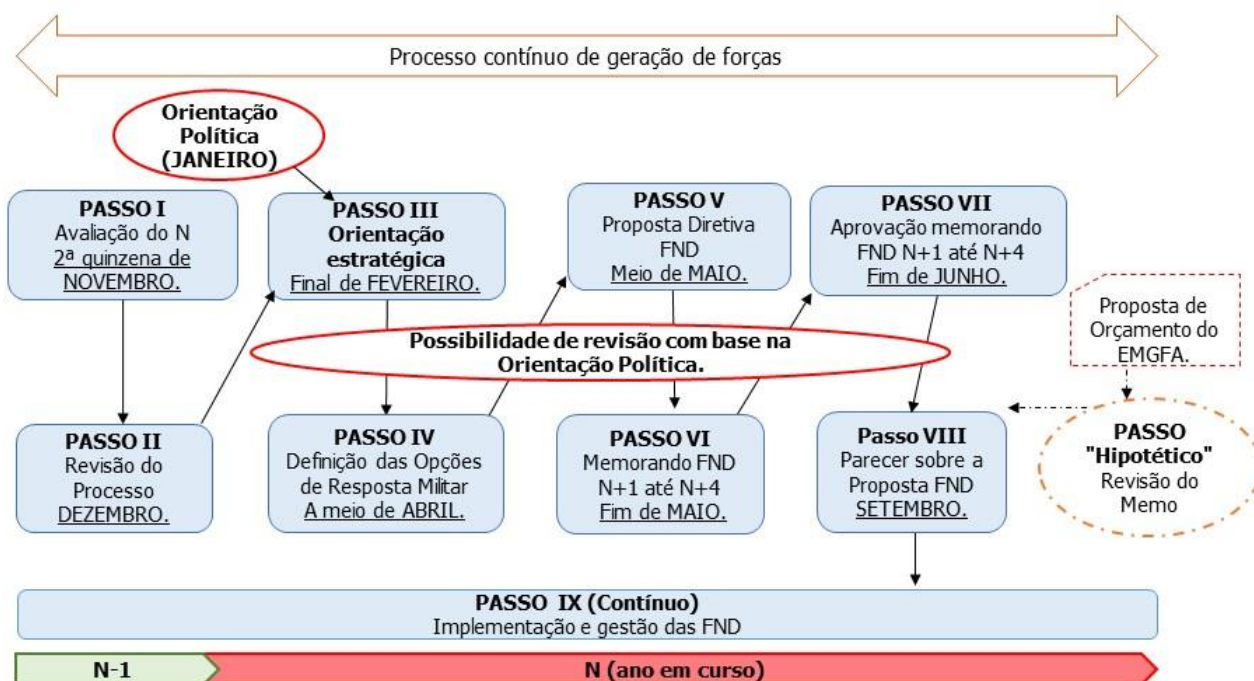 Processo contínuo de geração de forças
Orientação
Política
(JANEIRO)
PASSO I
Avaliação do N
2ª quinzena de
NOVEMBRO.
PASSO III
Orientação
estratégica
Final de FEVEREIRO.
PASSO V
Proposta Diretiva
FND
Meio de MAIO.
PASSO VII
Aprovação memorando
FND N+1 até N+4
Fim de JUNHO.
Proposta de
Orçamento do
EMGFA.
Possibilidade de revisão com base na
Orientação Política.
PASSO II
Revisão do
Processo
DEZEMBRO.
PASSO IV
Definição das Opções
de Resposta Militar
A meio de ABRIL.
PASSO VI
Memorando FND
N+1 até N+4
Fim de MAIO.
Passo VIII
Parecer sobre a
Proposta FND
SETEMBRO.
PASSO
"Hipotético"
Revisão do
Memo
PASSO IX (Contínuo)
Implementação e gestão das FND
N-1
N (ano em curso)